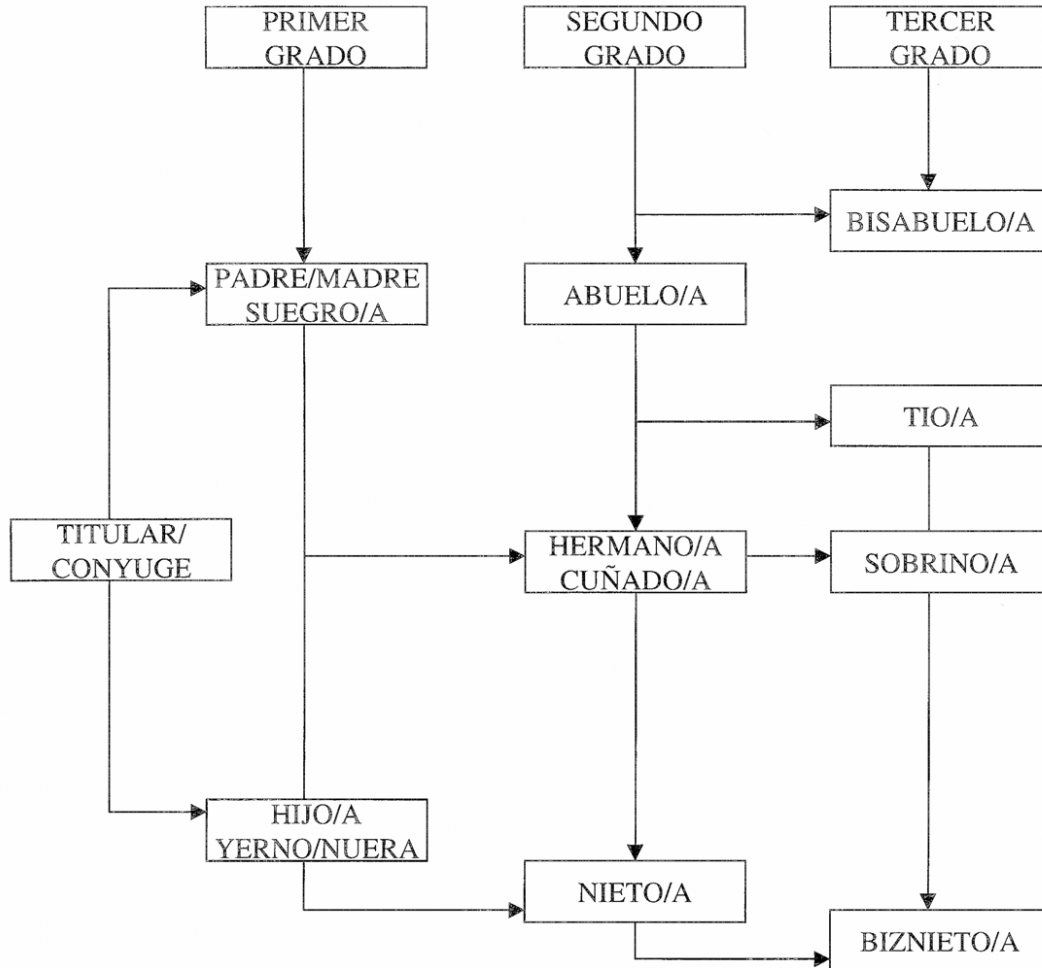 PRIMER
GRADO
SEGUNDO
GRADO
TERCER
GRADO
BISABUELO/A
PADRE/MADRE
SUEGRO/A
ABUELO/A
TIO/A
TITULAR/
CONYUGE
HERMANO/A
CUÑADO/A
SOBRINO/A
HIJO/A
YERNO/NUERA
NIETO/A
BIZNIETO/A